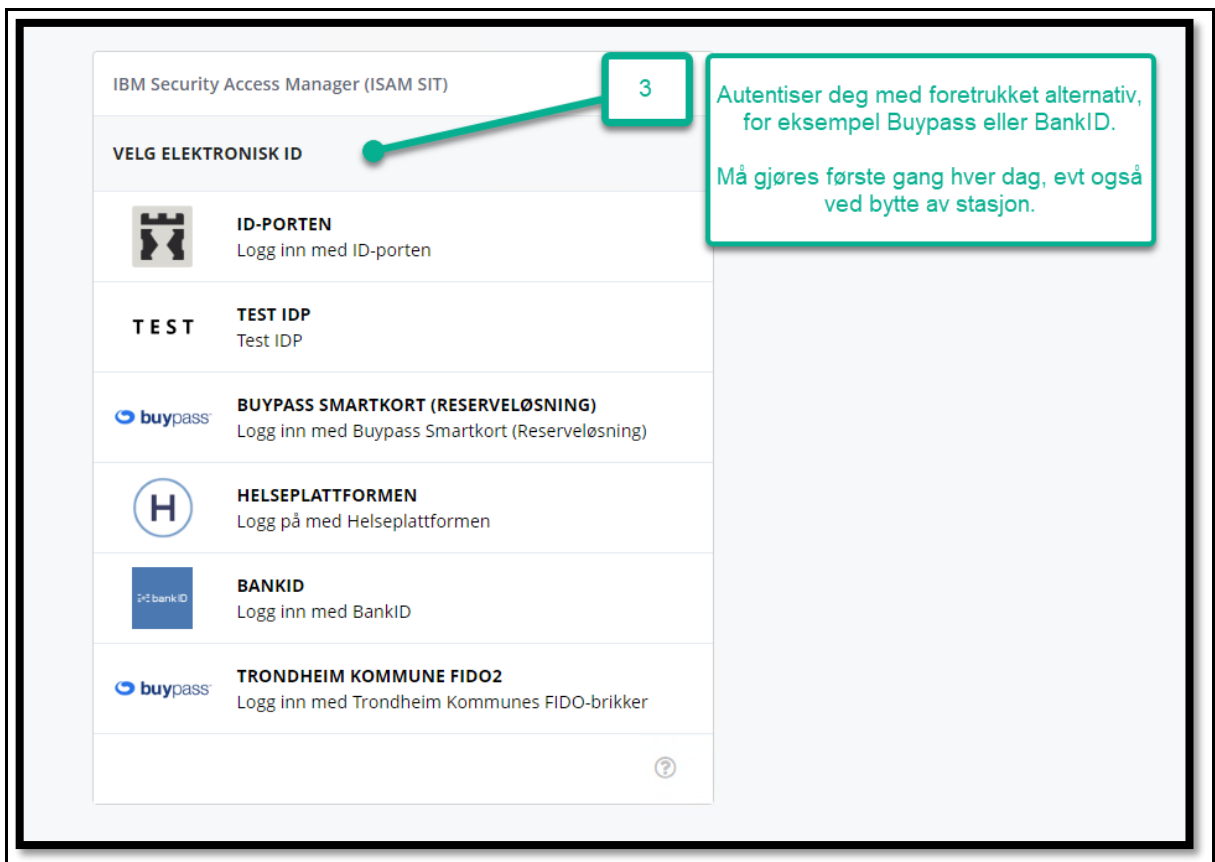 IBM Security Access Manager (ISAM SIT)
3
Autentiser deg med foretrukket alternativ,
for eksempel Buypass eller BankID.
Må gjøres første gang hver dag, evt også
ved bytte av stasjon.
VELG ELEKTRONISK ID
ID-PORTEN
Logg inn med ID-porten
TEST
TEST IDP
Test IDP
buypass
BUYPASS SMARTKORT (RESERVELØSNING)
Logg inn med Buypass Smartkort (Reserveløsning)
H
HELSEPLATTFORMEN
Logg på med Helseplattformen
bankID
BANKID
Logg inn med BankID
buypass
TRONDHEIM KOMMUNE FIDO2
Logg inn med Trondheim Kommunes FIDO-brikker
?